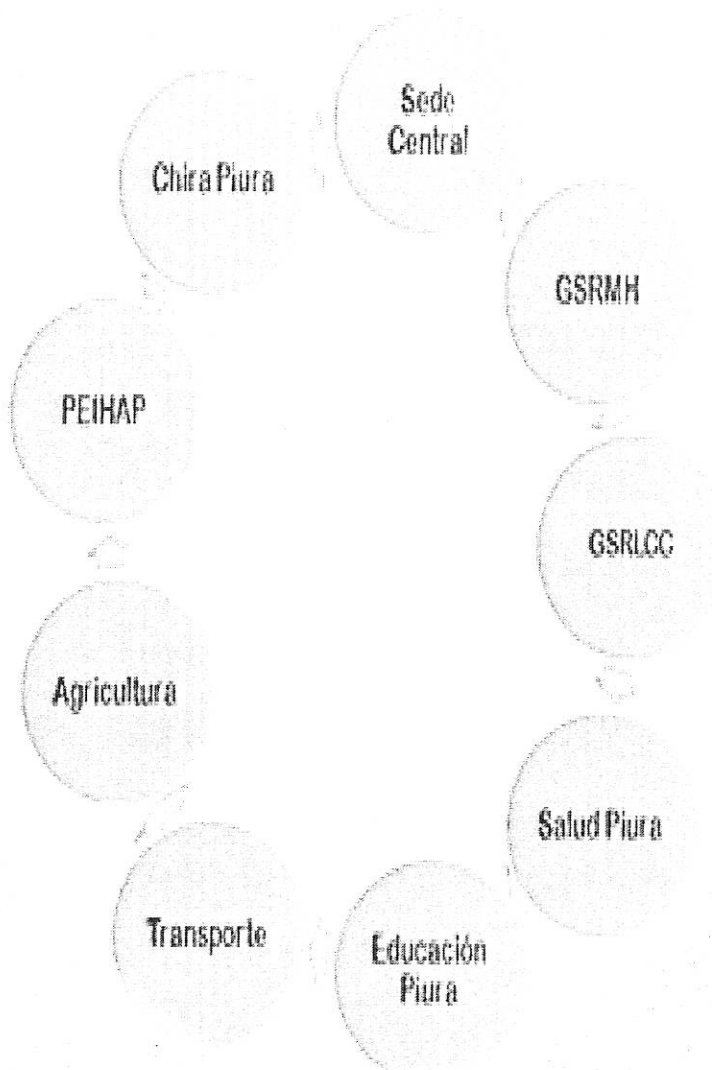 Sede
Central
GSRMH
GSRLCC
Salud Piura
Educación
Piura
Transporte
Agricultura
PEIHAP
Chira Piura